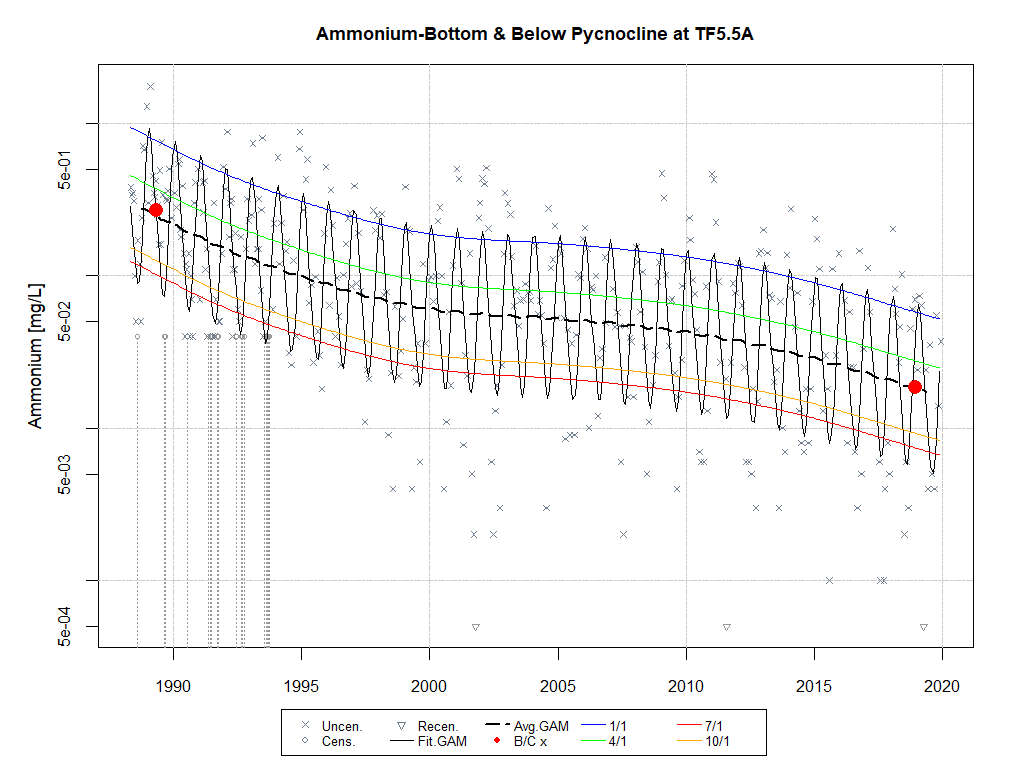 Ammonium-Bottom & Below Pycnocline at TF5.5A
Ammonium [mg/L]
5e-01
5e-02
5e-03
5e-04
1990 1995 2000 2005 2010 2015 2020
Uncen. Recen. Avg.GAM 1/1 7/1
Cens. Fit.GAM B/C x 4/1 10/1